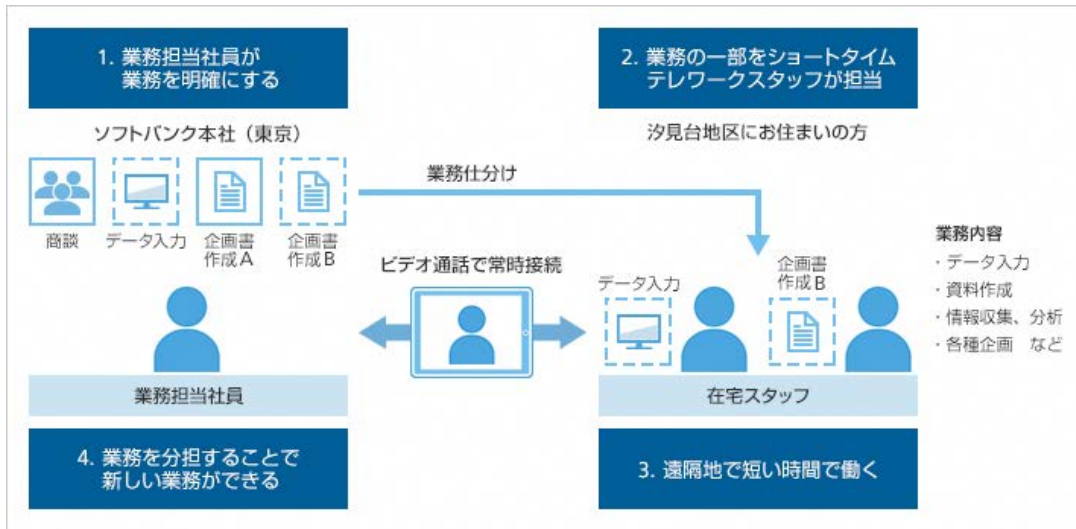 1. 業務担当社員が
業務を明確にする
2. 業務の一部をショートタイム
テレワークスタッフが担当
ソフトバンク本社（東京）
汐見台地区にお住まいの方
業務仕分け
商談
データ入力
企画書
作成A
企画書
作成B
ビデオ通話で常時接続
データ入力
企画書
作成B
業務内容
・データ入力
・資料作成
・情報収集、分析
・各種企画　など
業務担当社員
在宅スタッフ
4. 業務を分担することで
新しい業務ができる
3. 遠隔地で短い時間で働く